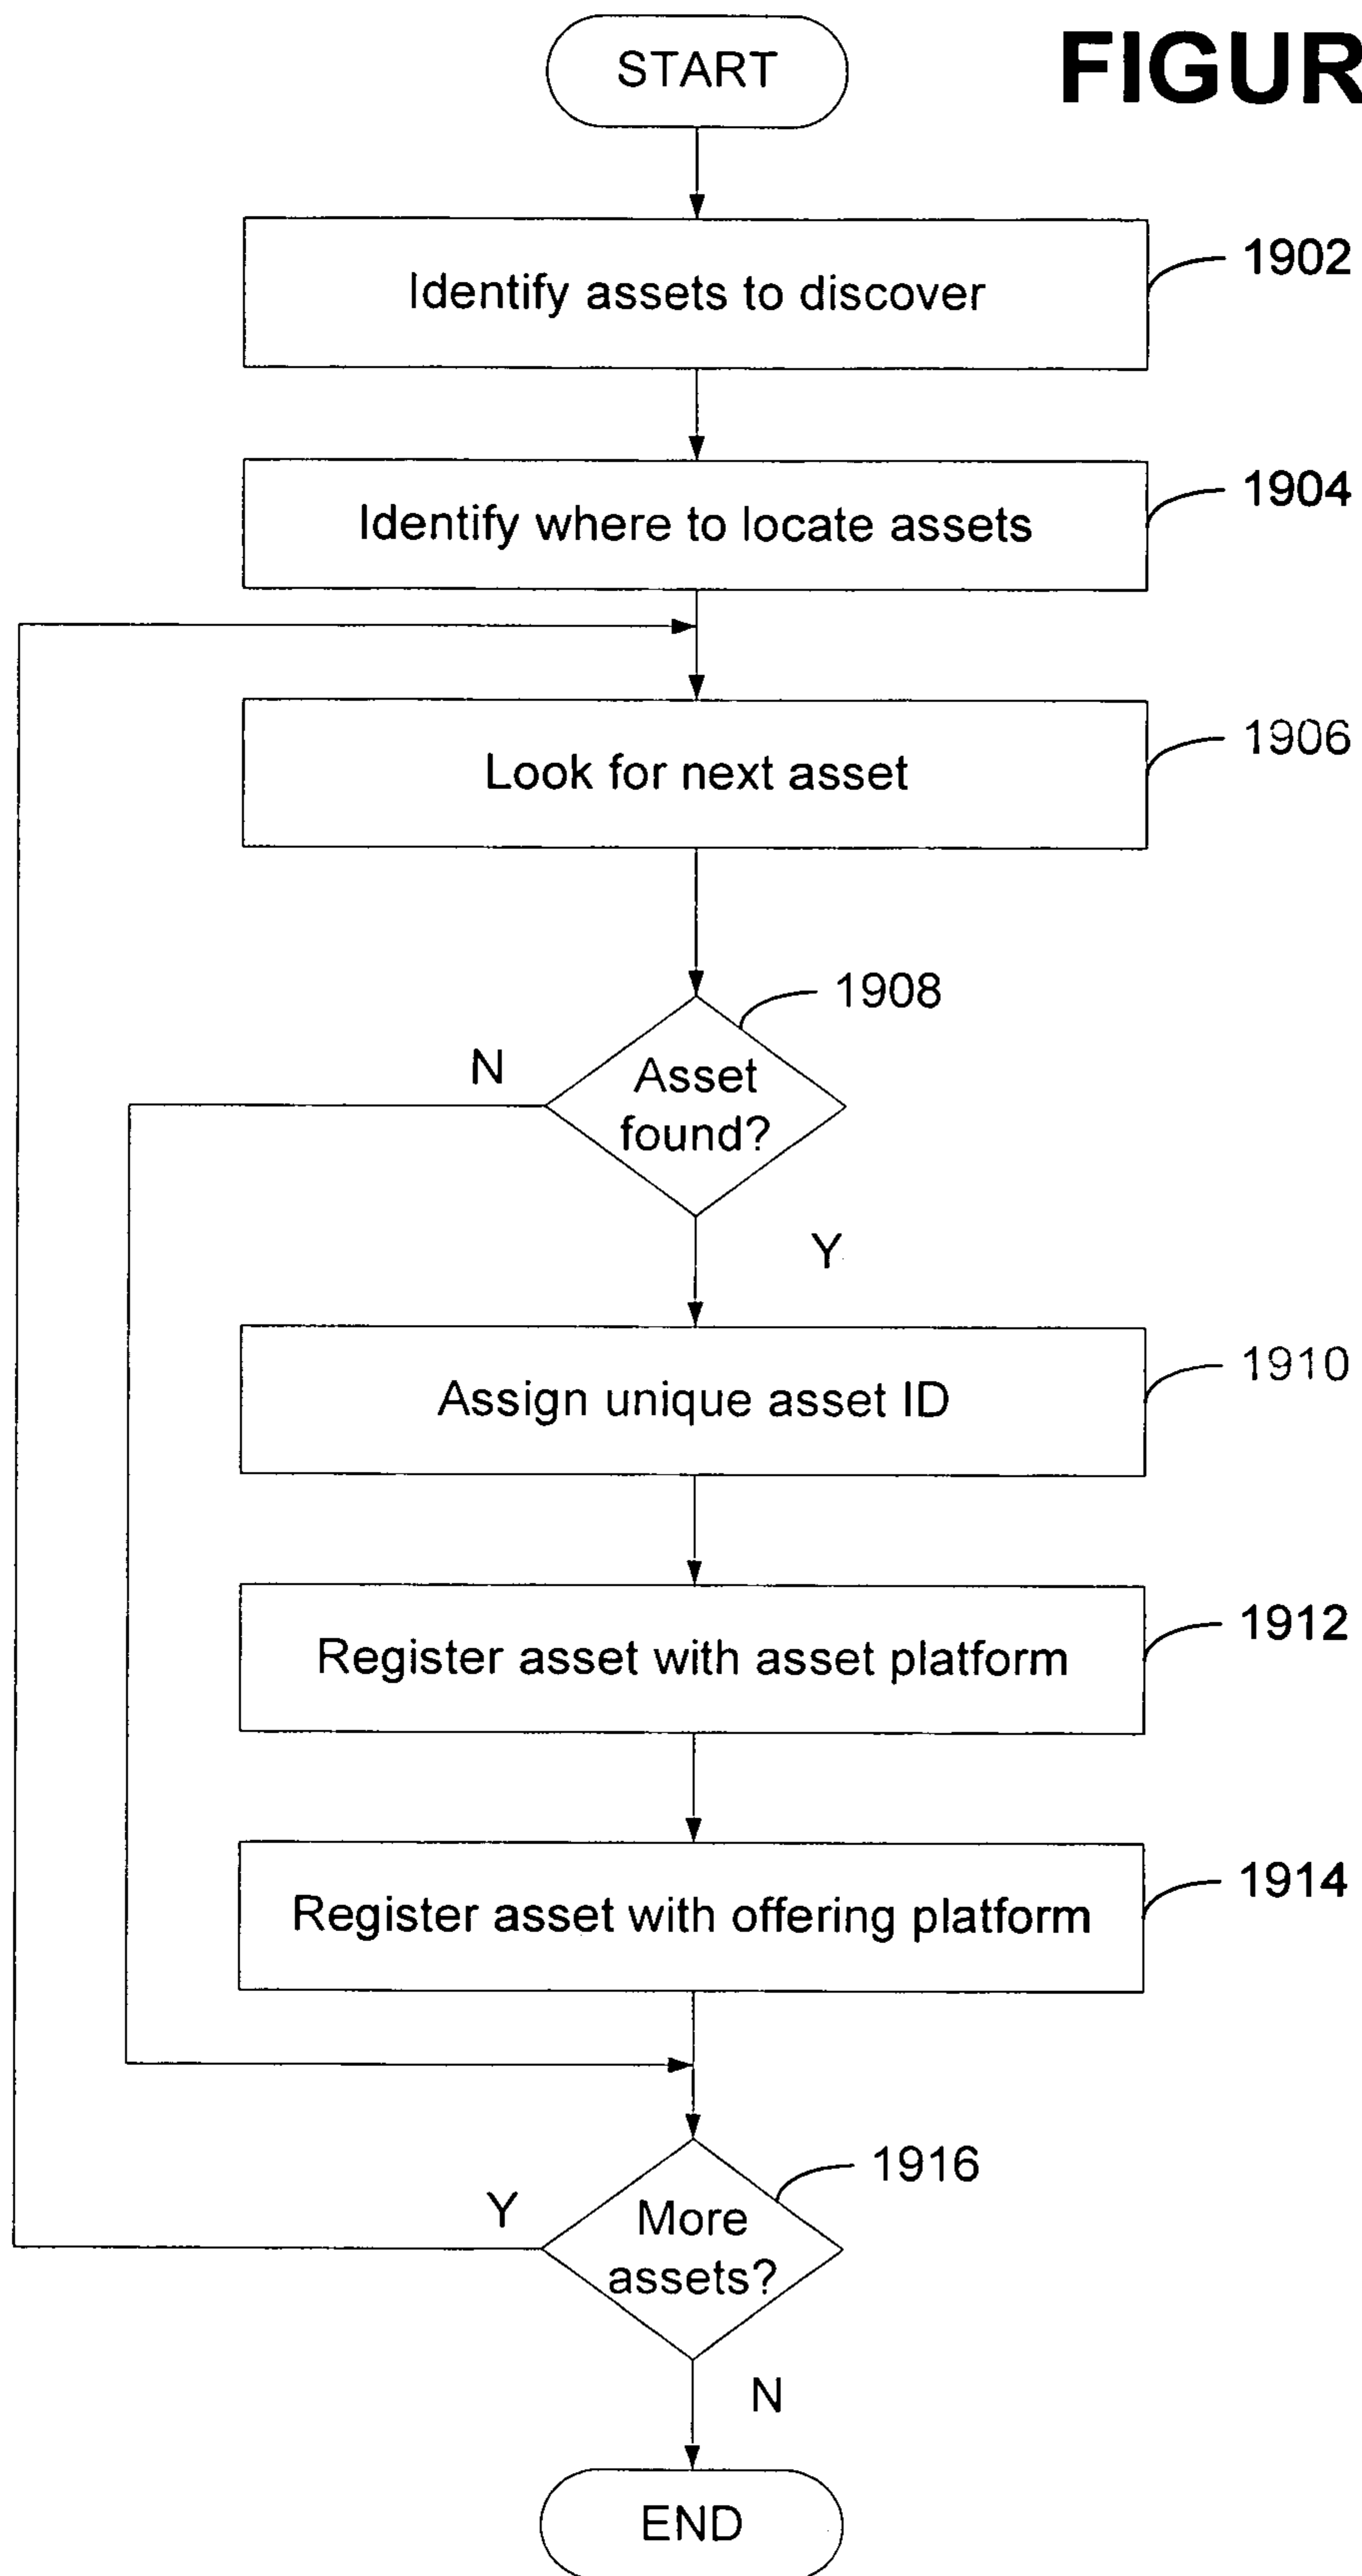 START
FIGUR
Identify assets to discover
1902
Identify where to locate assets
1904
Look for next asset
1906
1908
N
Asset
found?
Y
Assign unique asset ID
1910
Register asset with asset platform
1912
Register asset with offering platform
1914
1916
Y
More
assets?
N
END